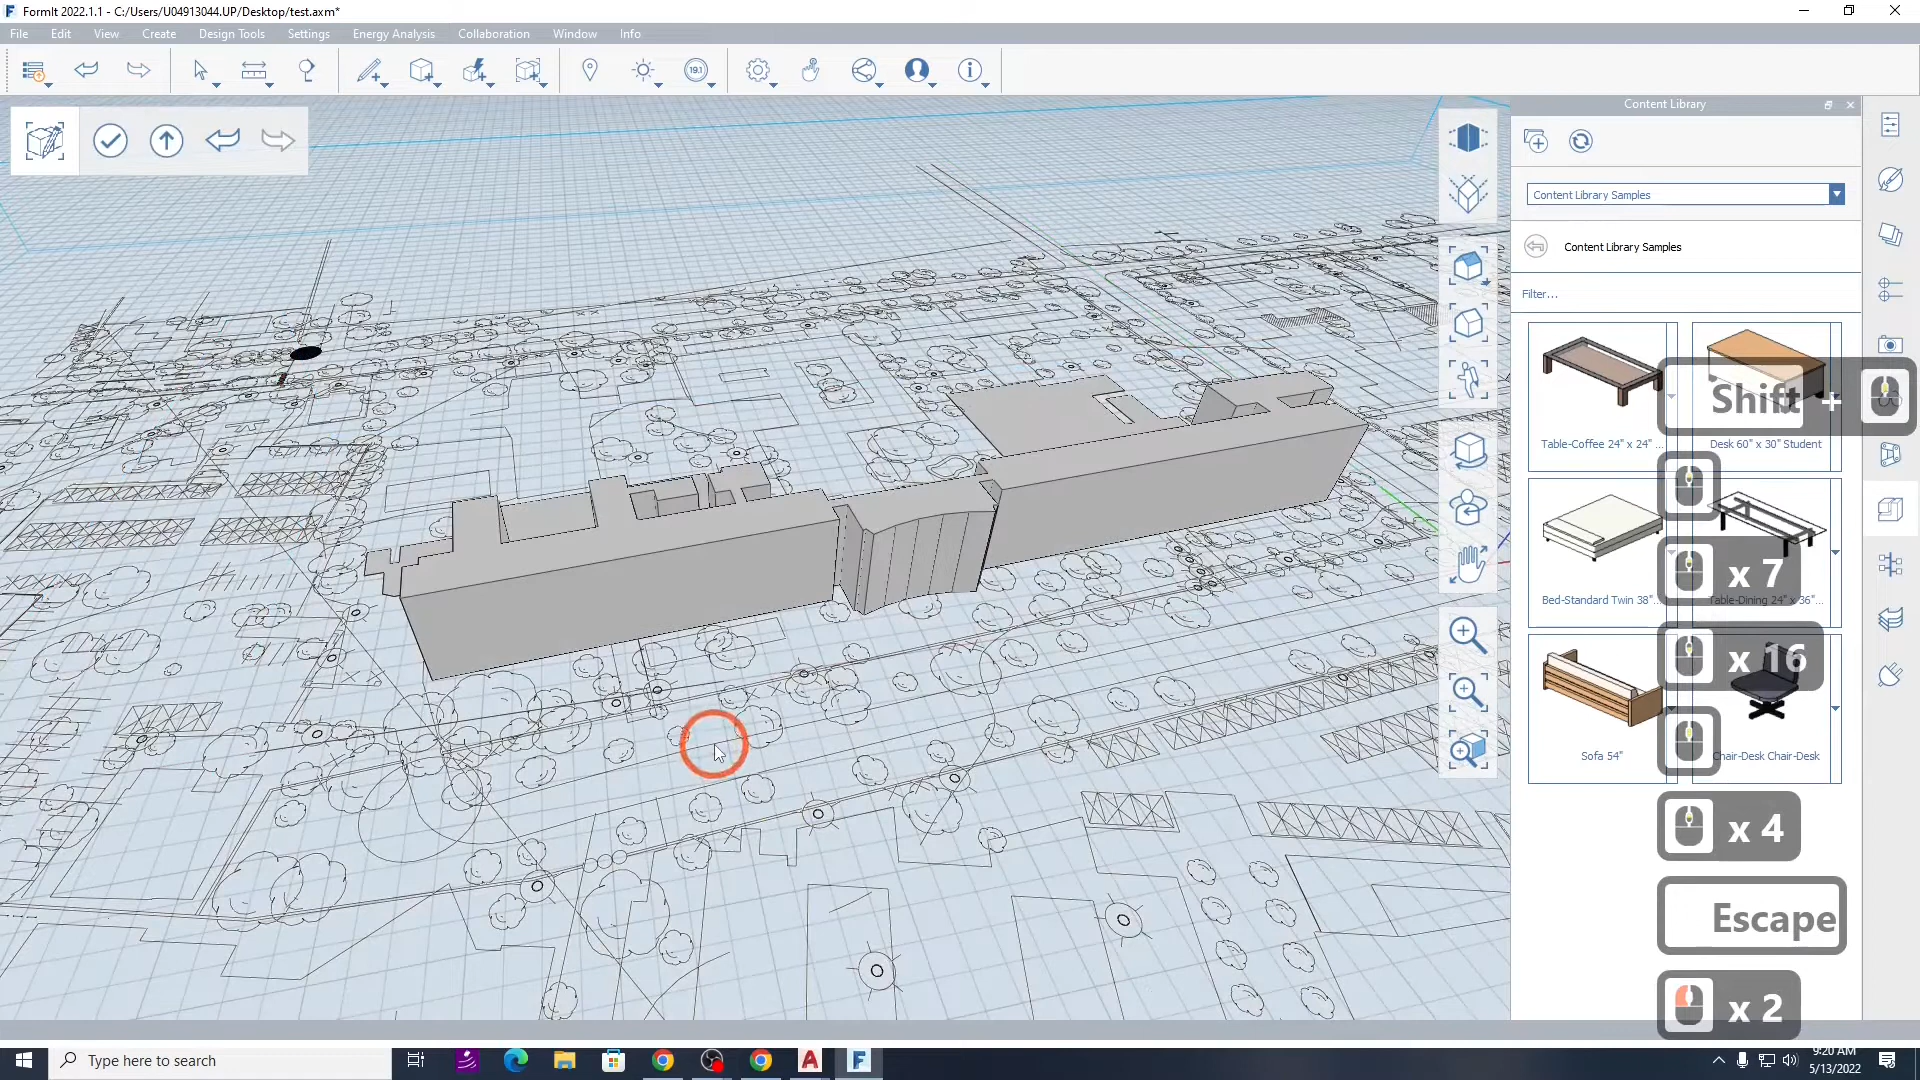 FormIt 2022.1.1 - C:/Users/U04913044.UP/Desktop/test.axm*
File Edit View Create Design Tools Settings Energy Analysis Collaboration Window Info
19.1
Content Library
Content Library Samples
Content Library Samples
Filter...
Shift +
Table-Coffee 24" x 24" ...
Desk 60" x 30" Student
x 7
Bed-Standard Twin 38"...
Table-Dining 24" x 36"...
x 16
Sofa 54"
Chair-Desk Chair-Desk
x 4
Escape
x 2
Type here to search
9:20 AM
5/13/2022